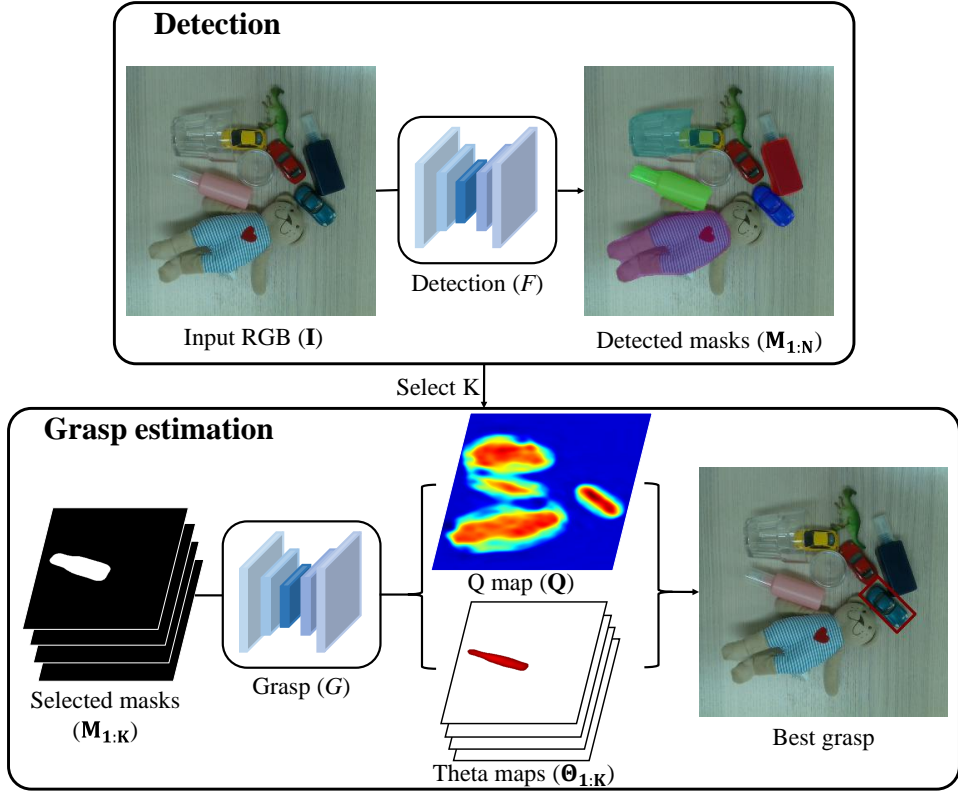 Detection
Detection (F)
Input RGB (I)
Detected masks (M1:N)
Select K
Grasp estimation
Q map (Q)
Grasp (G)
Selected masks
(M1:K)
Theta maps (Θ1:K)
Best grasp